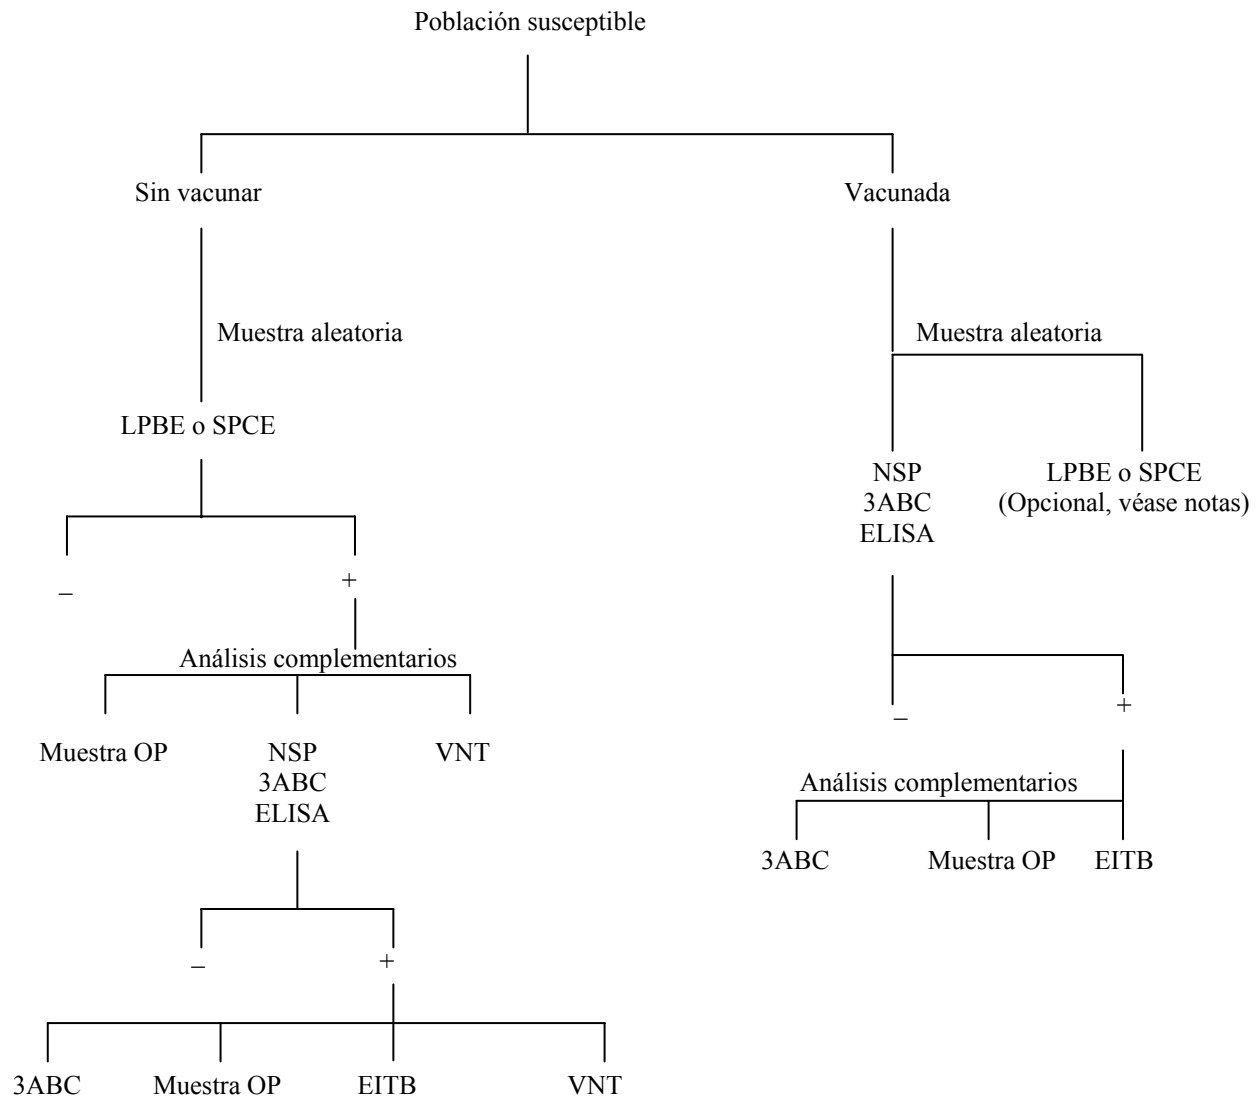 Población susceptible
Sin vacunar
Vacunada
Muestra aleatoria
Muestra aleatoria
LPBE o SPCE
NSP
3ABC
ELISA
LPBE o SPCE
(Opcional, véase notas)
–
+
Análisis complementarios
–
+
Muestra OP
NSP
3ABC
ELISA
VNT
Análisis complementarios
3ABC
Muestra OP
EITB
–
+
3ABC
Muestra OP
EITB
VNT